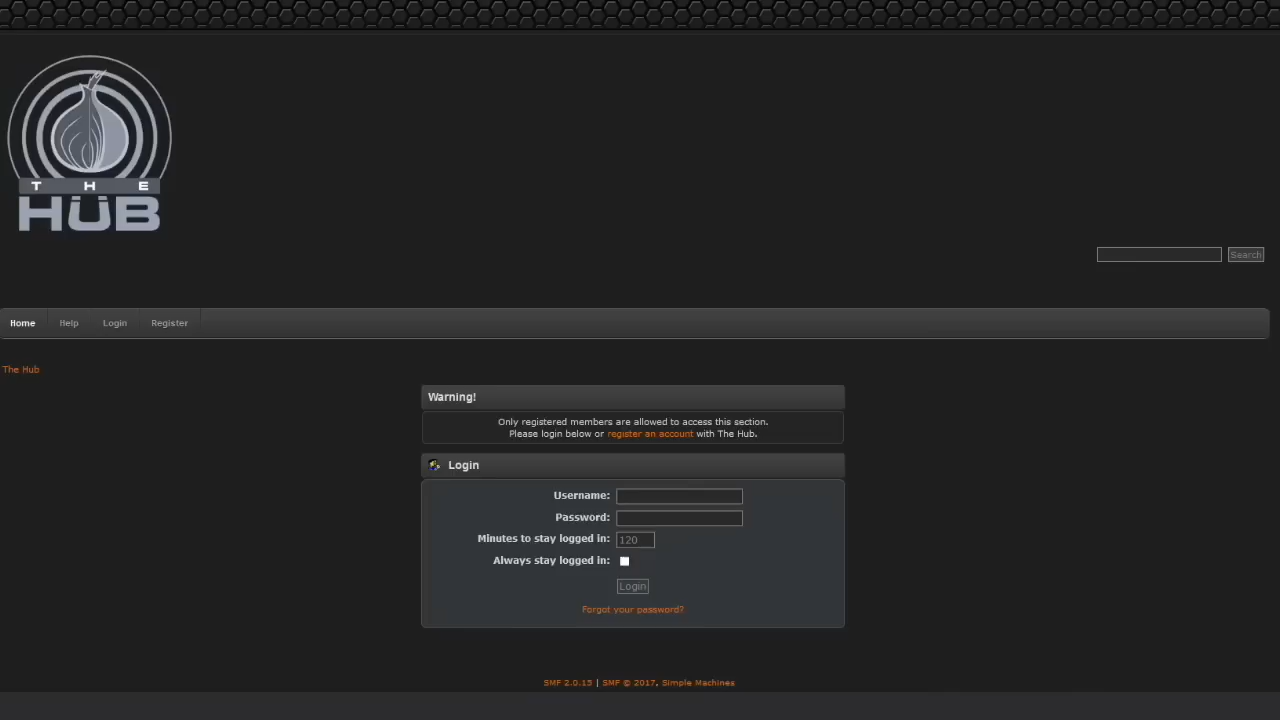 THE
HUB
Search
Home Help Login Register
The Hub
Warning!
Only registered members are allowed to access this section.
Please login below or register an account with The Hub.
Login
Username:
Password:
Minutes to stay logged in: 120
Always stay logged in:
Login
Forgot your password?
SMF 2.0.15 | SMF © 2017, Simple Machines